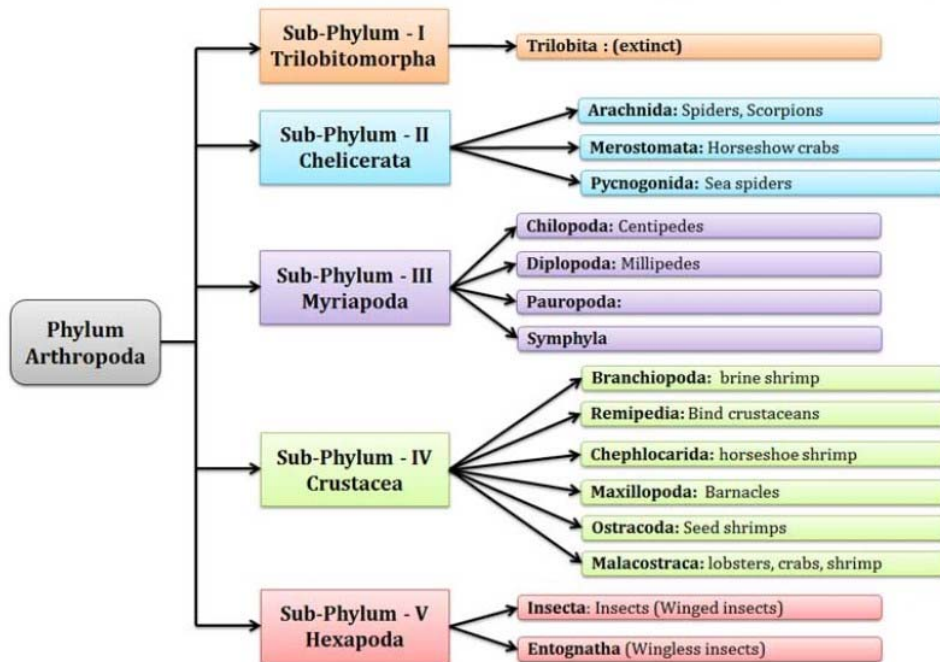 Phylum
Arthropoda
Sub-Phylum - I
Trilobitomorpha
Trilobita : (extinct)
Sub-Phylum - II
Chelicerata
Arachnida: Spiders, Scorpions
Merostomata: Horseshow crabs
Pycnogonida: Sea spiders
Sub-Phylum - III
Myriapoda
Chilopoda: Centipedes
Diplopoda: Millipedes
Pauropoda:
Symphyla
Sub-Phylum - IV
Crustacea
Branchiopoda: brine shrimp
Remipedia: Bind crustaceans
Chephlocarida: horseshoe shrimp
Maxillopoda: Barnacles
Ostracoda: Seed shrimps
Malacostraca: lobsters, crabs, shrimp
Sub-Phylum - V
Hexapoda
Insecta: Insects (Winged insects)
Entognatha (Wingless insects)